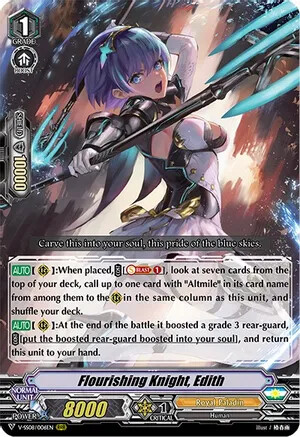 1
GRADE
BOOST
SHIELD
10000
Carve this into your soul, this pride of the blue skies.
AUTO :When placed, [SOUL BLAST 1], look at seven cards from the
top of your deck, call up to one card with "Altmile" in its card name
from among them to the in the same column as this unit, and
shuffle your deck.
AUTO :At the end of the battle it boosted a grade 3 rear-guard,
[put the boosted rear-guard boosted into your soul], and return
this unit to your hand.
NORMAL
UNIT
Flourishing Knight, Edith
V-SS08/006EN
POWER
8000
1
CRITICAL
Royal Paladin
Human
Illust